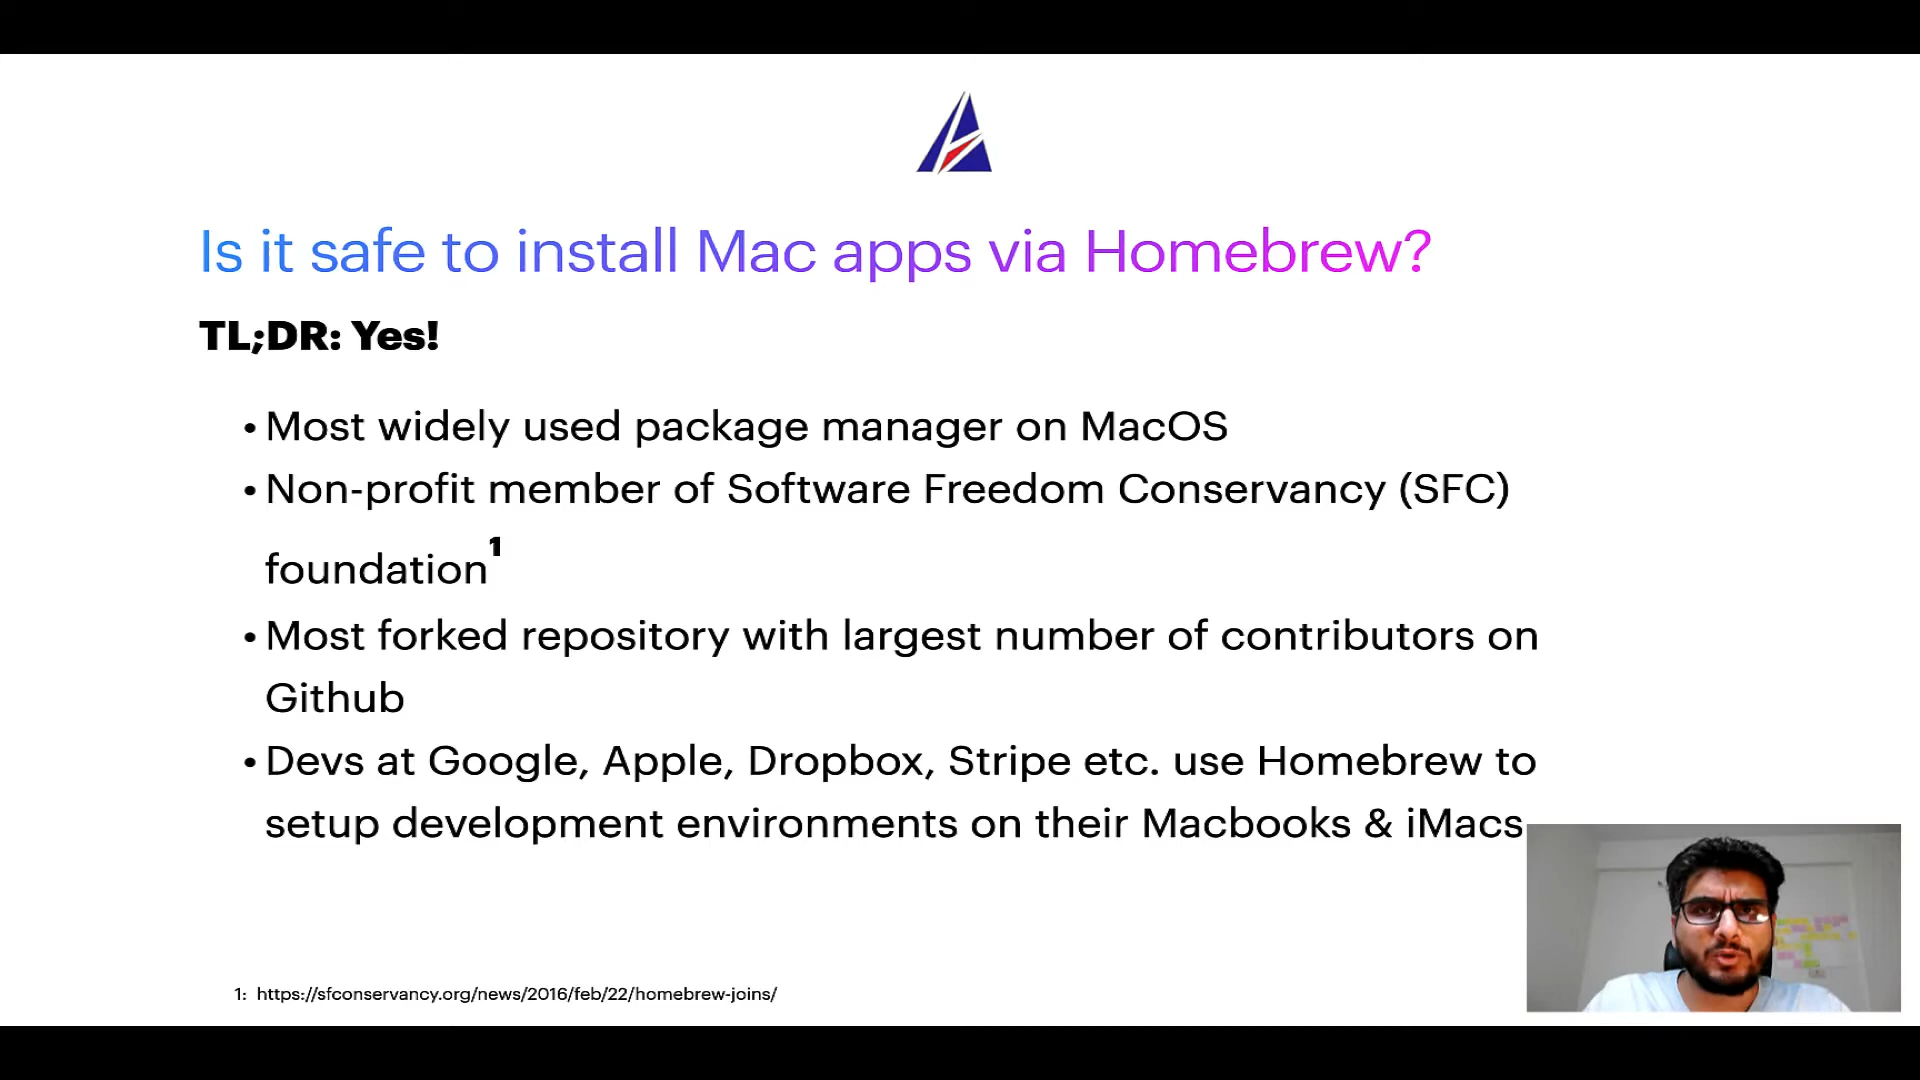 Is it safe to install Mac apps via Homebrew?
TL;DR: Yes!
• Most widely used package manager on MacOS
• Non-profit member of Software Freedom Conservancy (SFC)
foundation¹
• Most forked repository with largest number of contributors on
Github
• Devs at Google, Apple, Dropbox, Stripe etc. use Homebrew to
setup development environments on their Macbooks & iMacs
1: https://sfconservancy.org/news/2016/feb/22/homebrew-joins/